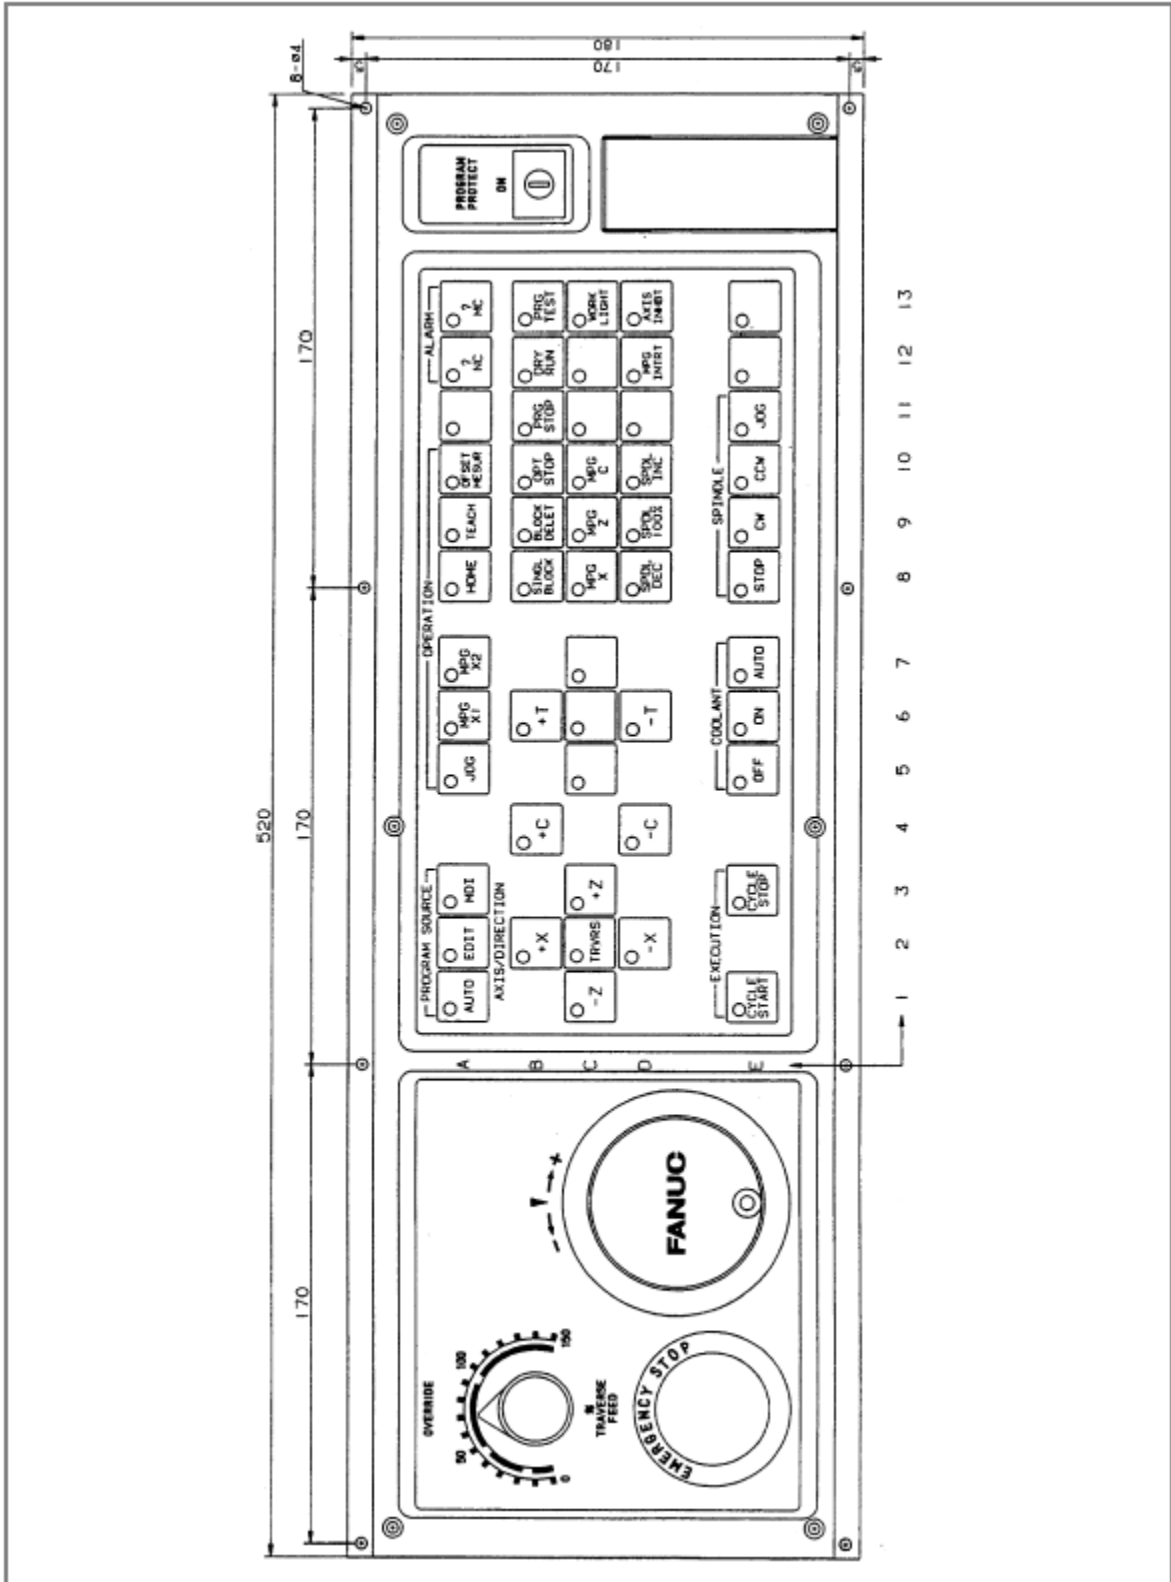 520
170
170
170
8-ø4
5
170
5
180
OVERRIDE
0
50
100
150
%
TRAVERSE
FEED
EMERGENCY STOP
-
+
FANUC
A
B
C
D
E
PROGRAM SOURCE
OPERATION
ALARM
AUTO
EDIT
MDI
JOG
MPG
X1
MPG
X2
HOME
TEACH
OFSET
MESUR
?
NC
?
MC
AXIS/DIRECTION
+X
+C
+T
SINGL
BLOCK
BLOCK
DELET
OPT
STOP
PRG
STOP
DRY
RUN
PRG
TEST
-Z
TRVRS
+Z
MPG
X
MPG
Z
MPG
C
WORK
LIGHT
-X
-C
-T
SPDL
DEC
SPDL
100%
SPDL
INC
MPG
INTRT
AXIS
INHBT
EXECUTION
COOLANT
SPINDLE
CYCLE
START
CYCLE
STOP
OFF
ON
AUTO
STOP
CW
CCW
JOG
PROGRAM
PROTECT
ON
1 2 3 4 5 6 7 8 9 10 11 12 13